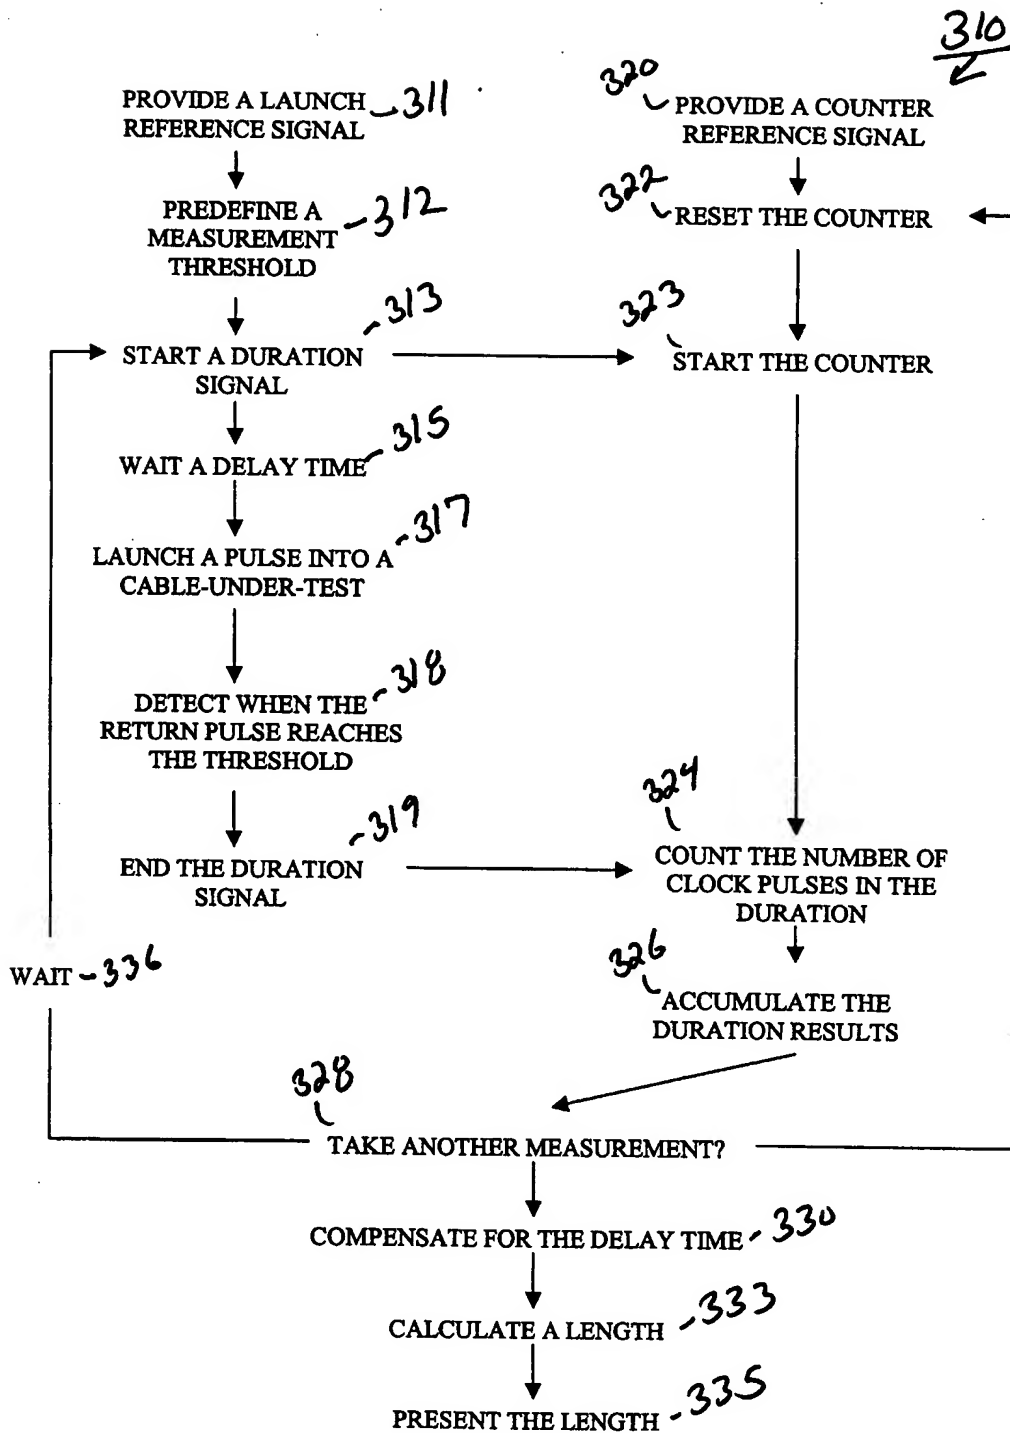 310
PROVIDE A LAUNCH
REFERENCE SIGNAL
311
PREDEFINE A
MEASUREMENT
THRESHOLD
312
START A DURATION
SIGNAL
313
WAIT A DELAY TIME
315
LAUNCH A PULSE INTO A
CABLE-UNDER-TEST
317
DETECT WHEN THE
RETURN PULSE REACHES
THE THRESHOLD
318
END THE DURATION
SIGNAL
319
320
PROVIDE A COUNTER
REFERENCE SIGNAL
322
RESET THE COUNTER
323
START THE COUNTER
324
COUNT THE NUMBER OF
CLOCK PULSES IN THE
DURATION
326
ACCUMULATE THE
DURATION RESULTS
WAIT 336
328
TAKE ANOTHER MEASUREMENT?
COMPENSATE FOR THE DELAY TIME 330
CALCULATE A LENGTH 333
PRESENT THE LENGTH 335